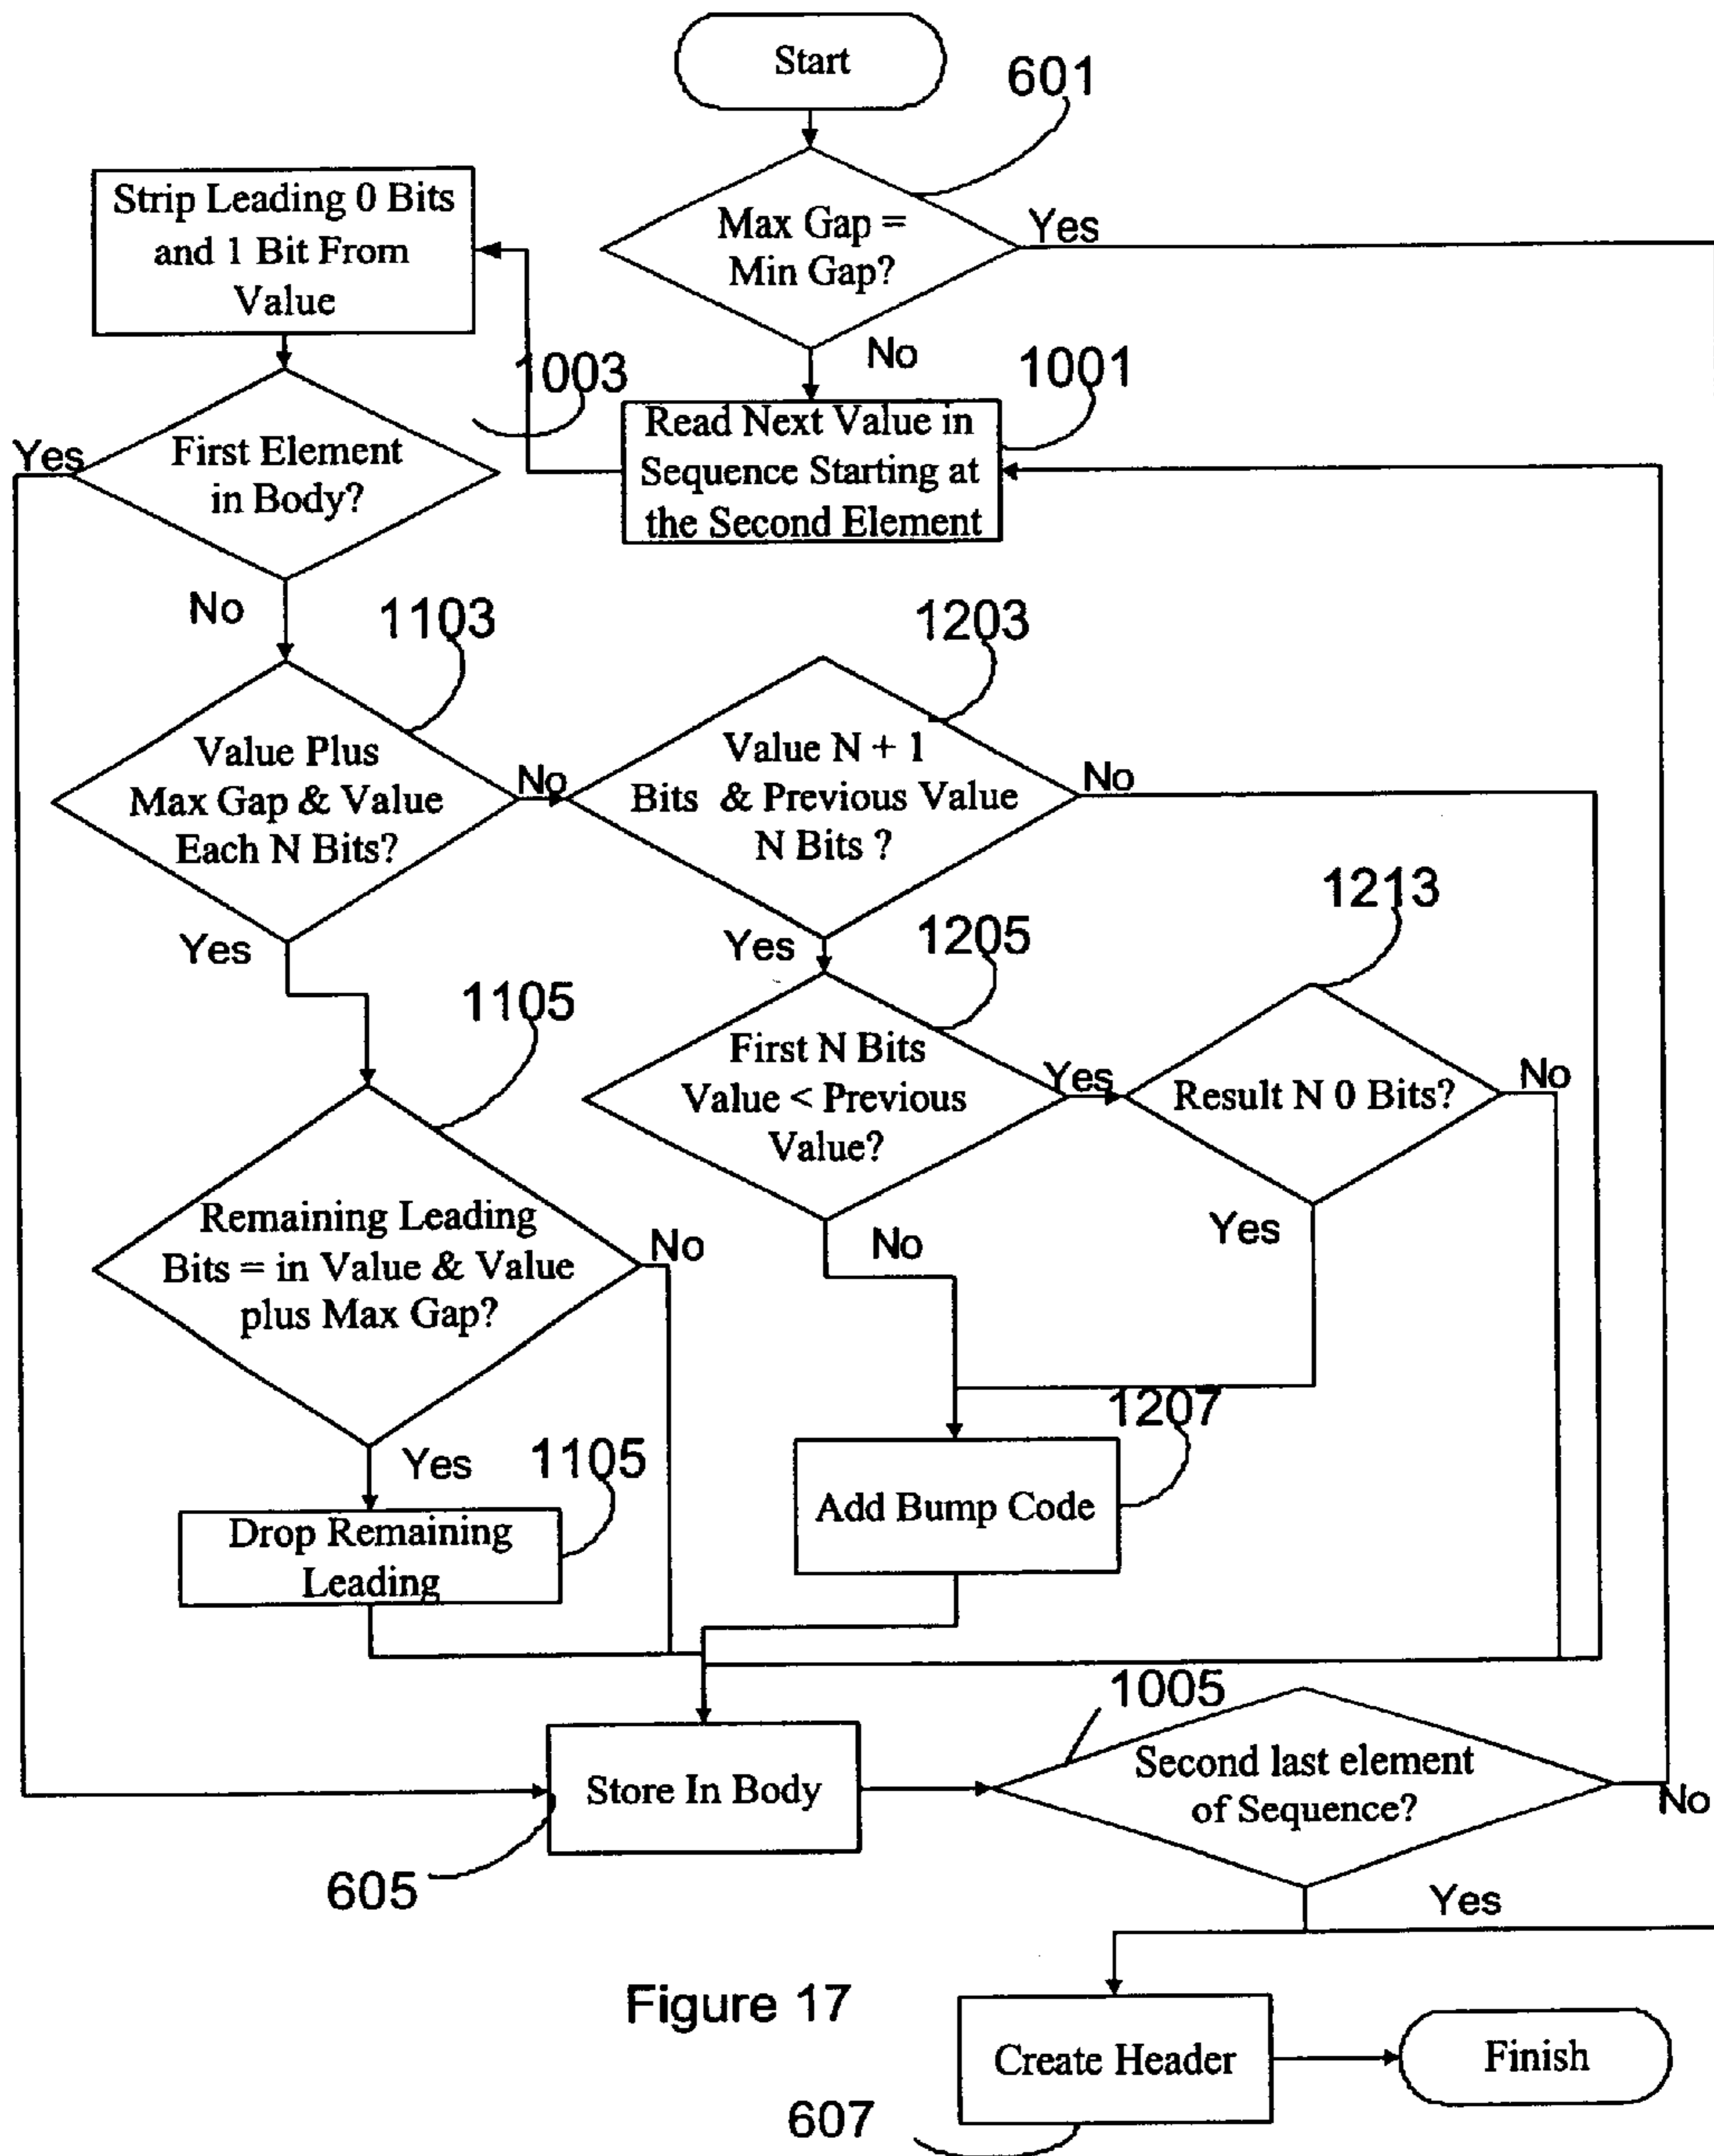 Start
601
Max Gap =
Min Gap?
Yes
No
Strip Leading 0 Bits
and 1 Bit From
Value
1003
1001
Read Next Value in
Sequence Starting at
the Second Element
Yes
First Element
in Body?
No
1103
1203
Value Plus
Max Gap & Value
Each N Bits?
No
Value N + 1
Bits & Previous Value
N Bits ?
No
Yes
Yes
1205
1213
1105
First N Bits
Value < Previous
Value?
Yes
Result N 0 Bits?
No
Remaining Leading
Bits = in Value & Value
plus Max Gap?
No
No
Yes
Yes
1105
1207
Drop Remaining
Leading
Add Bump Code
1005
Store In Body
Second last element
of Sequence?
No
605
Yes
Figure 17
Create Header
Finish
607